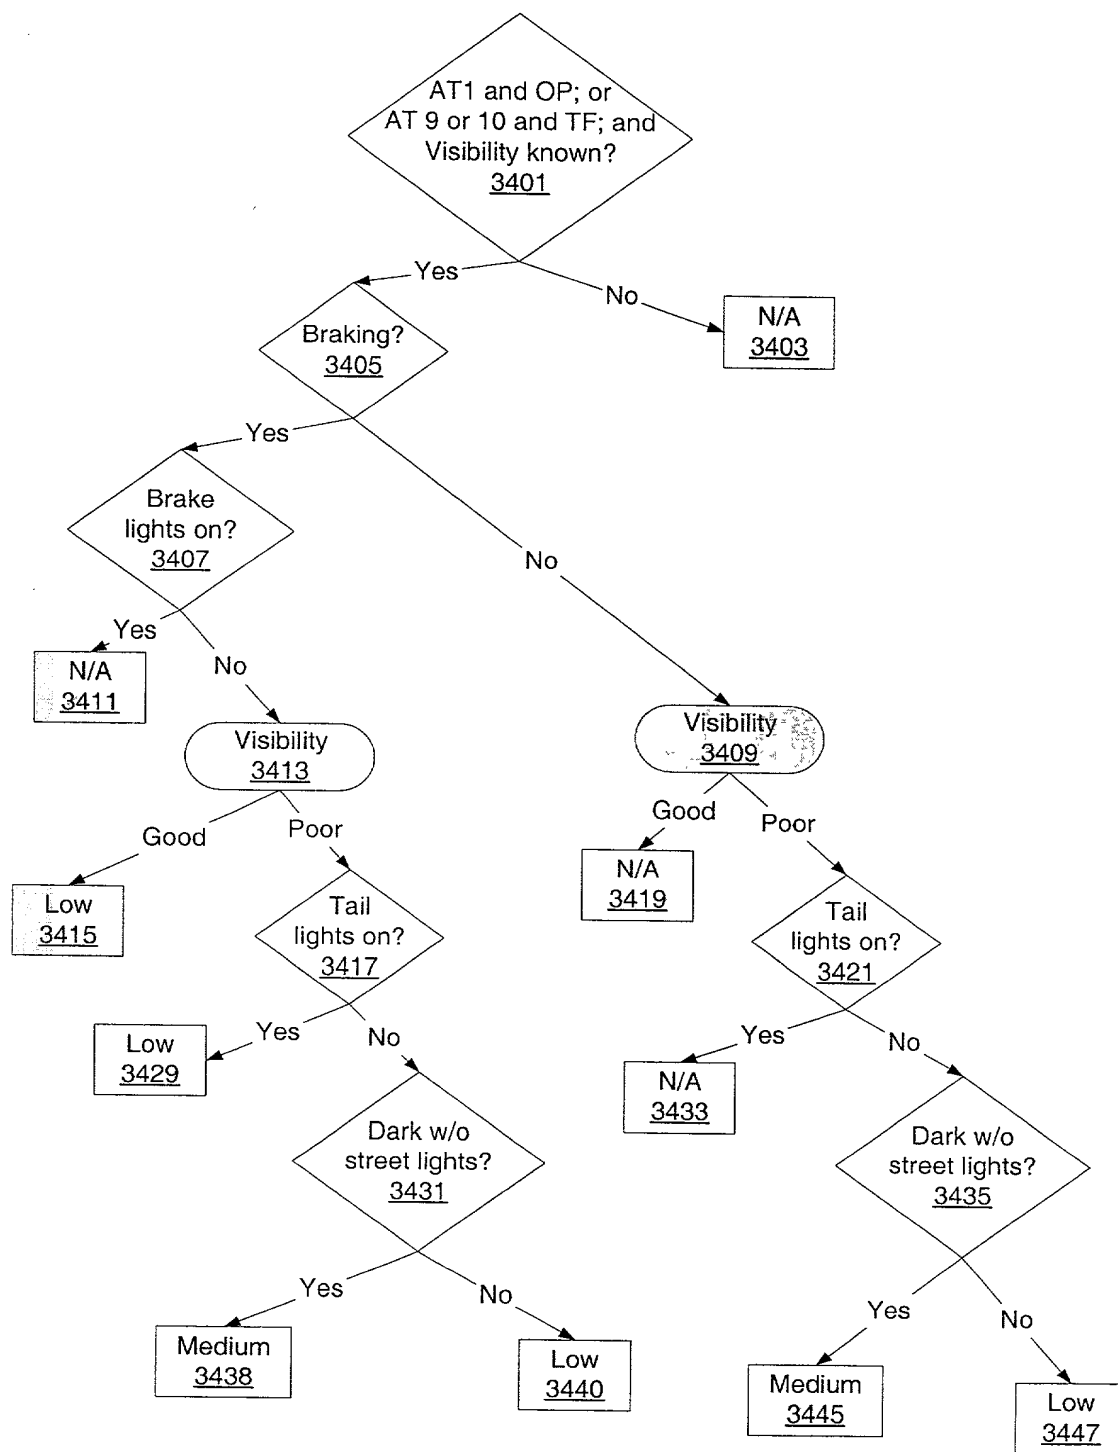 AT1 and OP; or
AT 9 or 10 and TF; and
Visibility known?
3401
Yes
No
N/A
3403
Braking?
3405
Yes
No
Brake
lights on?
3407
Yes
No
N/A
3411
Visibility
3413
Visibility
3409
Good
Poor
Good
Poor
Low
3415
Tail
lights on?
3417
N/A
3419
Tail
lights on?
3421
Yes
No
Yes
No
Low
3429
N/A
3433
Dark w/o
street lights?
3431
Dark w/o
street lights?
3435
Yes
No
Yes
No
Medium
3438
Low
3440
Medium
3445
Low
3447